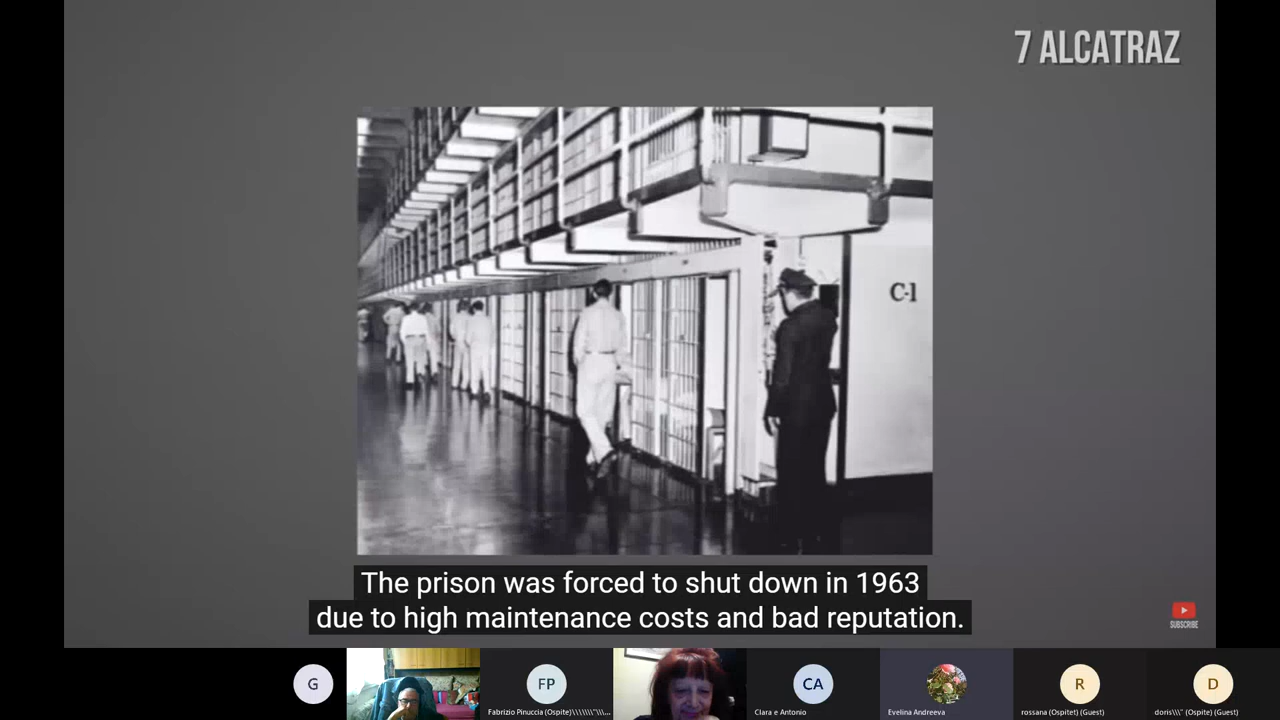 7 ALCATRAZ
C-1
The prison was forced to shut down in 1963
due to high maintenance costs and bad reputation.
SUBSCRIBE
G
FP
CA
R
D
Fabrizio Pinuccia (Ospite)\\\\\\\"\\\...
Clara e Antonio
Evelina Andreeva
rossana (Ospitet) (Guest)
doris\\\" (Ospite) (Guest)